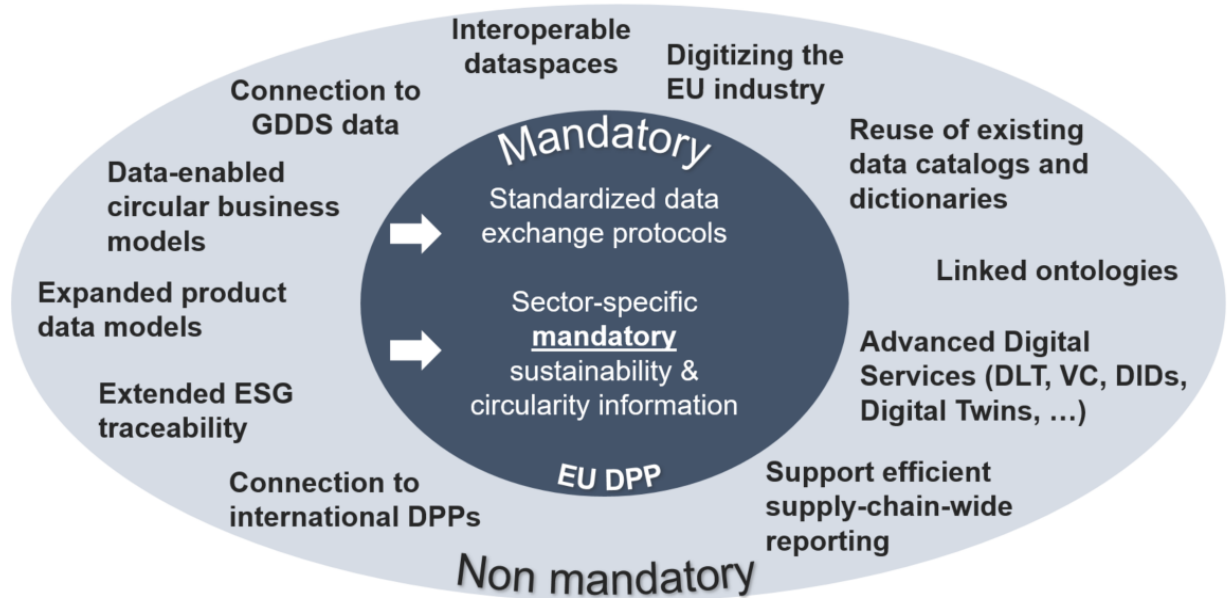 Interoperable
dataspaces
Digitizing the
EU industry
Connection to
GDDS data
Reuse of existing
data catalogs and
dictionaries
Data-enabled
circular business
models
Linked ontologies
Expanded product
data models
Advanced Digital
Services (DLT, VC, DIDs,
Digital Twins, …)
Extended ESG
traceability
Support efficient
supply-chain-wide
reporting
Connection to
international DPPs
Non mandatory
Mandatory
Standardized data
exchange protocols
Sector-specific
mandatory
sustainability &
circularity information
EU DPP